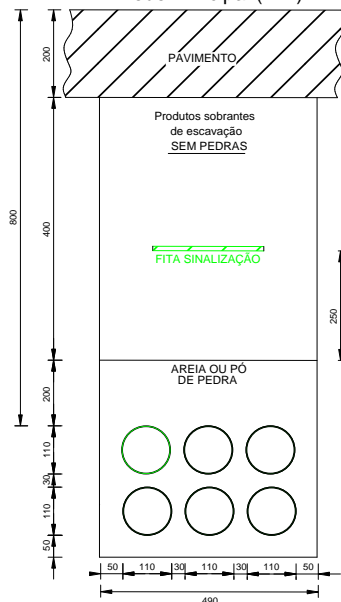 200
PAVIMENTO
Produtos sobrantes
de escavação
SEM PEDRAS
800
400
FITA SINALIZAÇÃO
250
AREIA OU PÓ
DE PEDRA
200
110
30
110
50
50 110 30 110 30 110 50
490